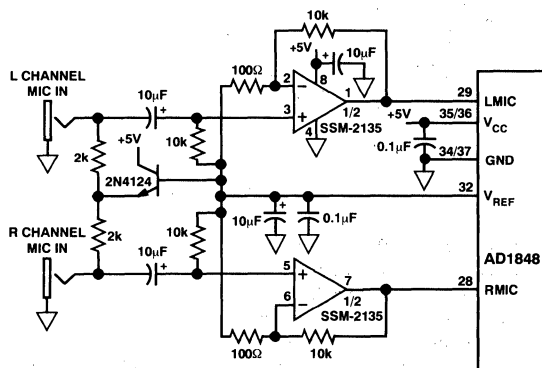 10k
+5V
+
10µF
L CHANNEL
MIC IN
100Ω
2
−
8
1
29
LMIC
10µF
+
3
+
4
1/2
SSM-2135
+5V
35/36
VCC
10k
0.1µF
34/37
GND
2k
+5V
2N4124
32
VREF
10k
+
10µF
0.1µF
2k
R CHANNEL
MIC IN
10µF
+
5
+
7
28
RMIC
AD1848
6
−
1/2
SSM-2135
100Ω
10k